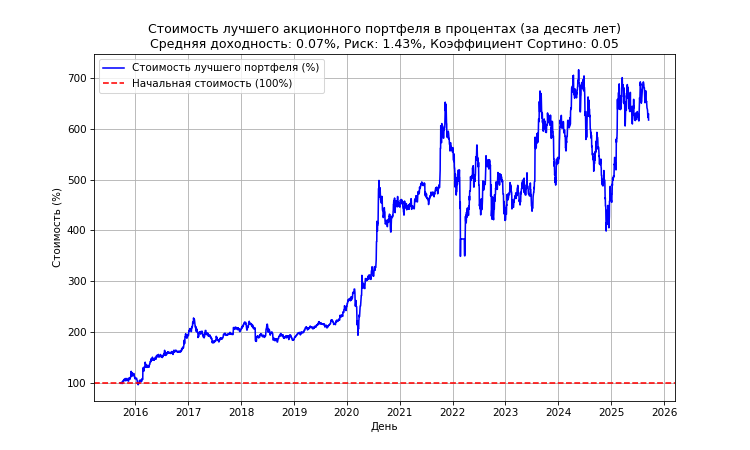 Стоимость лучшего акционного портфеля в процентах (за десять лет)
Средняя доходность: 0.07%, Риск: 1.43%, Коэффициент Сортино: 0.05
Стоимость лучшего портфеля (%)
Начальная стоимость (100%)
Стоимость (%)
700
600
500
400
300
200
100
2016 2017 2018 2019 2020 2021 2022 2023 2024 2025 2026
День